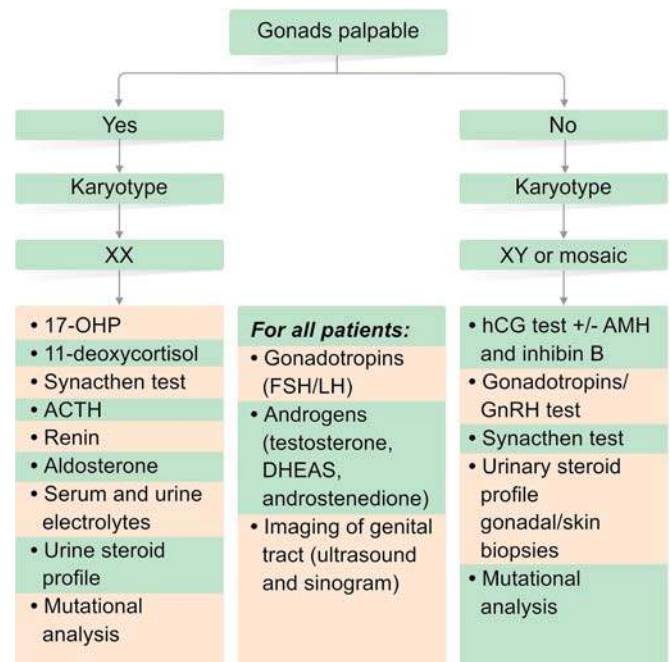 Gonads palpable
Yes
No
Karyotype
Karyotype
XX
XY or mosaic
• 17-OHP
• 11-deoxycortisol
• Synacthen test
• ACTH
• Renin
• Aldosterone
• Serum and urine
electrolytes
• Urine steroid
profile
• Mutational
analysis
For all patients:
• Gonadotropins
(FSH/LH)
• Androgens
(testosterone,
DHEAS,
androstenedione)
• Imaging of genital
tract (ultrasound
and sinogram)
• hCG test +/- AMH
and inhibin B
• Gonadotropins/
GnRH test
• Synacthen test
• Urinary steroid
profile
gonadal/skin
biopsies
• Mutational
analysis